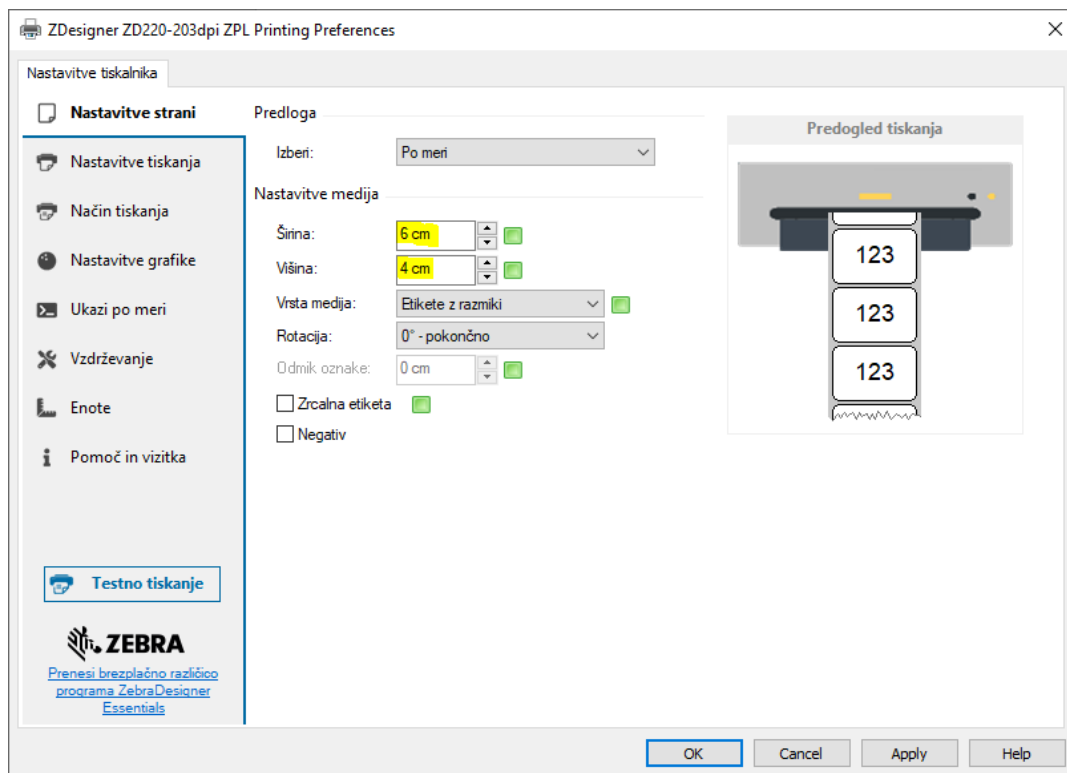 ZDesigner ZD220-203dpi ZPL Printing Preferences
Nastavitve tiskalnika
Nastavitve strani
Nastavitve tiskanja
Način tiskanja
Nastavitve grafike
Ukazi po meri
Vzdrževanje
Enote
Pomoč in vizitka
Testno tiskanje
ZEBRA
Prenesi brezplačno različico
programa ZebraDesigner
Essentials
Predloga
Izberi: Po meri
Nastavitve medija
Širina: 6 cm
Višina: 4 cm
Vrsta medija: Etikete z razmiki
Rotacija: 0° - pokončno
Odmik oznake: 0 cm
Zrcalna etiketa
Negativ
Predogled tiskanja
123
123
123
OK Cancel Apply Help